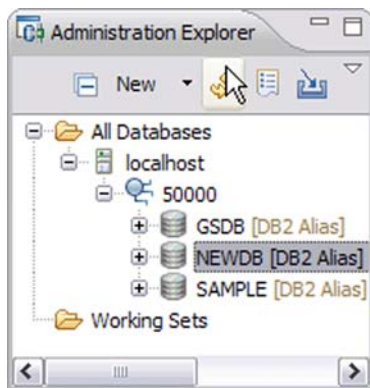 Administration Explorer
New
All Databases
localhost
50000
GSDB [DB2 Alias]
NEWDB [DB2 Alias]
SAMPLE [DB2 Alias]
Working Sets